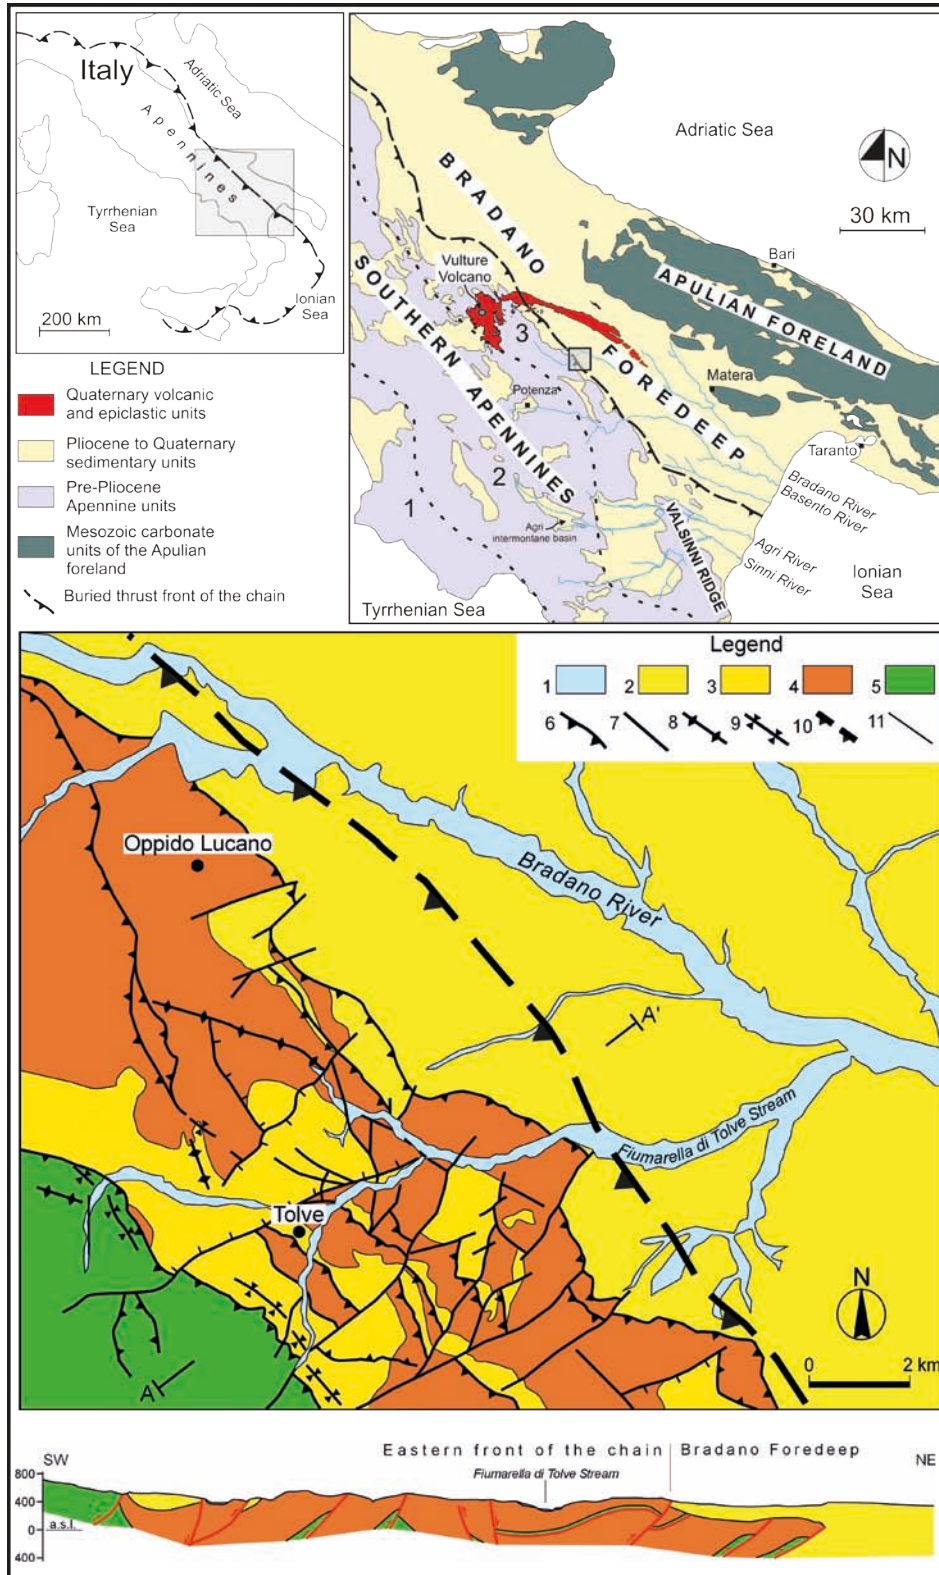 Italy
Adriatic Sea
Apennines
Tyrrhenian
Sea
Ionian
Sea
200 km
LEGEND
Quaternary volcanic
and epiclastic units
Pliocene to Quaternary
sedimentary units
Pre-Pliocene
Apennine units
Mesozoic carbonate
units of the Apulian
foreland
Buried thrust front of the chain
Adriatic Sea
N
30 km
BRADANO
FOREDEEP
SOUTHERN APENNINES
APULIAN FORELAND
Bari
Vulture
Volcano
3
Potenza
Matera
Taranto
2
1
Agri
intermontane basin
VALSINNI RIDGE
Bradano River
Basento River
Agri River
Sinni River
Ionian
Sea
Tyrrhenian Sea
Legend
1 2 3 4 5
6 7 8 9 10 11
Oppido Lucano
Bradano River
A'
Fiumarella di Tolve Stream
Tolve
A
N
0 2 km
SW
Eastern front of the chain
Bradano Foredeep
NE
Fiumarella di Tolve Stream
800
400
a.s.l.
0
400